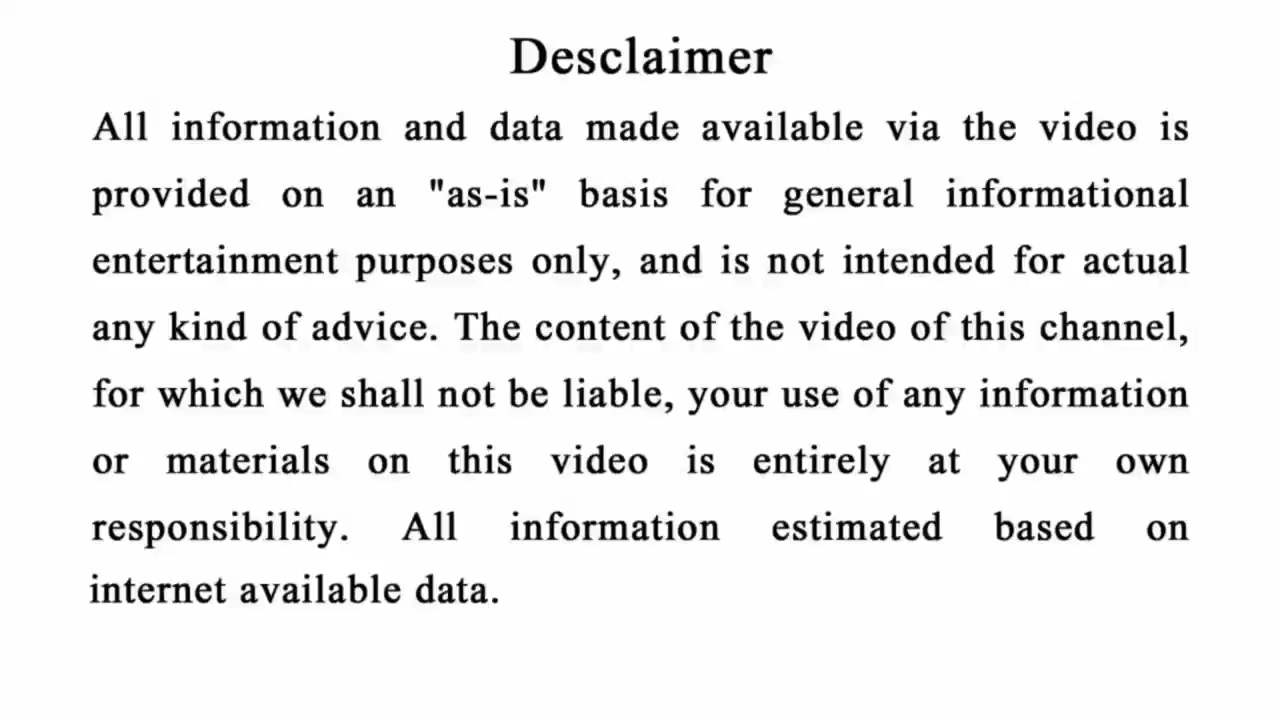 Desclaimer
All information and data made available via the video is
provided on an "as-is" basis for general informational
entertainment purposes only, and is not intended for actual
any kind of advice. The content of the video of this channel,
for which we shall not be liable, your use of any information
or materials on this video is entirely at your own
responsibility. All information estimated based on
internet available data.